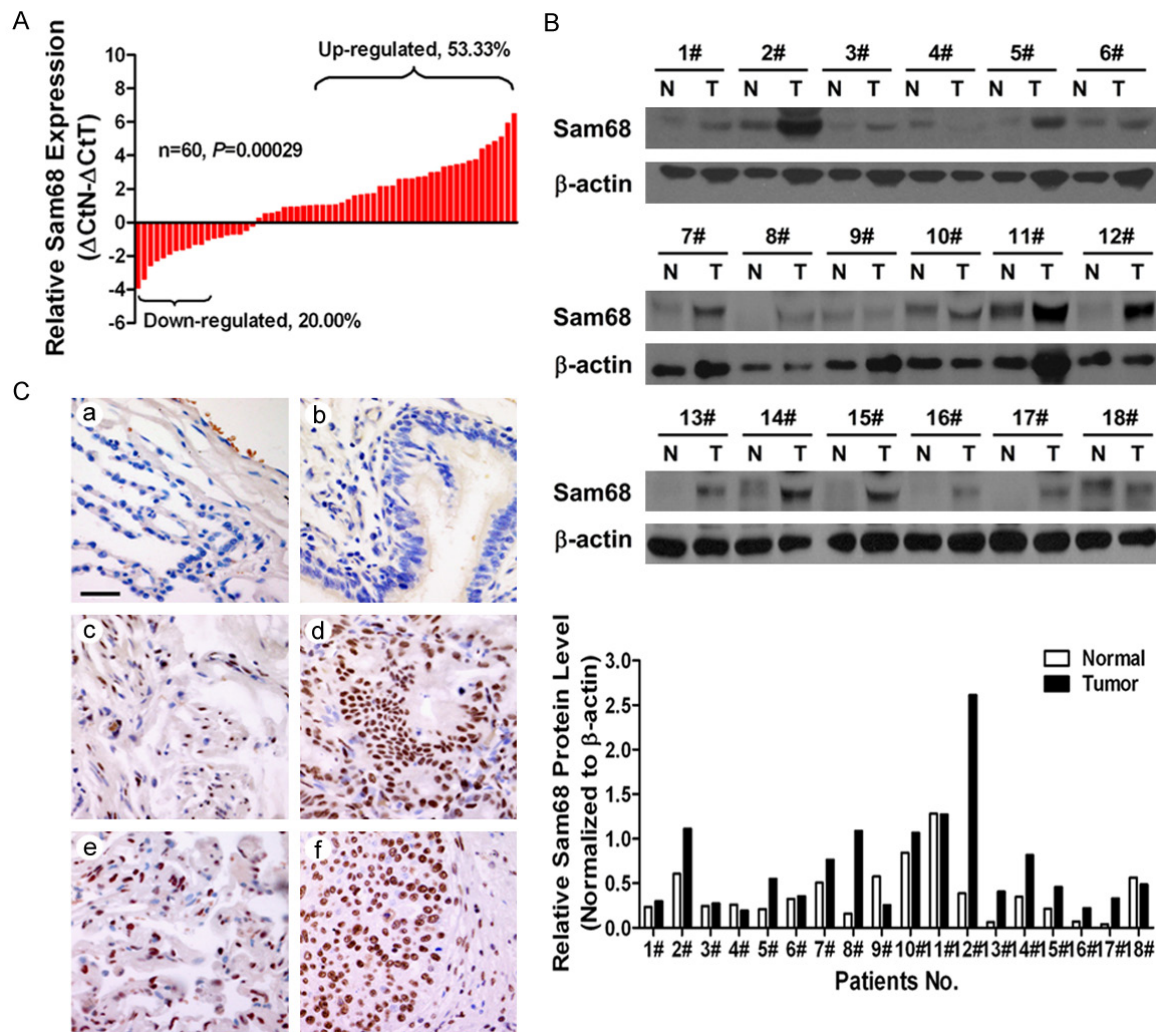 A
Relative Sam68 Expression
(ΔCtN-ΔCtT)
10
8
6
4
2
0
-2
-4
-6
Up-regulated, 53.33%
n=60, P=0.00029
Down-regulated, 20.00%
B
1# 2# 3# 4# 5# 6#
N T N T N T N T N T N T
Sam68
β-actin
7# 8# 9# 10# 11# 12#
N T N T N T N T N T N T
Sam68
β-actin
13# 14# 15# 16# 17# 18#
N T N T N T N T N T N T
Sam68
β-actin
Relative Sam68 Protein Level
(Normalized to β-actin)
3.0
2.5
2.0
1.5
1.0
0.5
0
Normal
Tumor
1# 2# 3# 4# 5# 6# 7# 8# 9# 10# 11# 12# 13# 14# 15# 16# 17# 18#
Patients No.
C
a
b
c
d
e
f